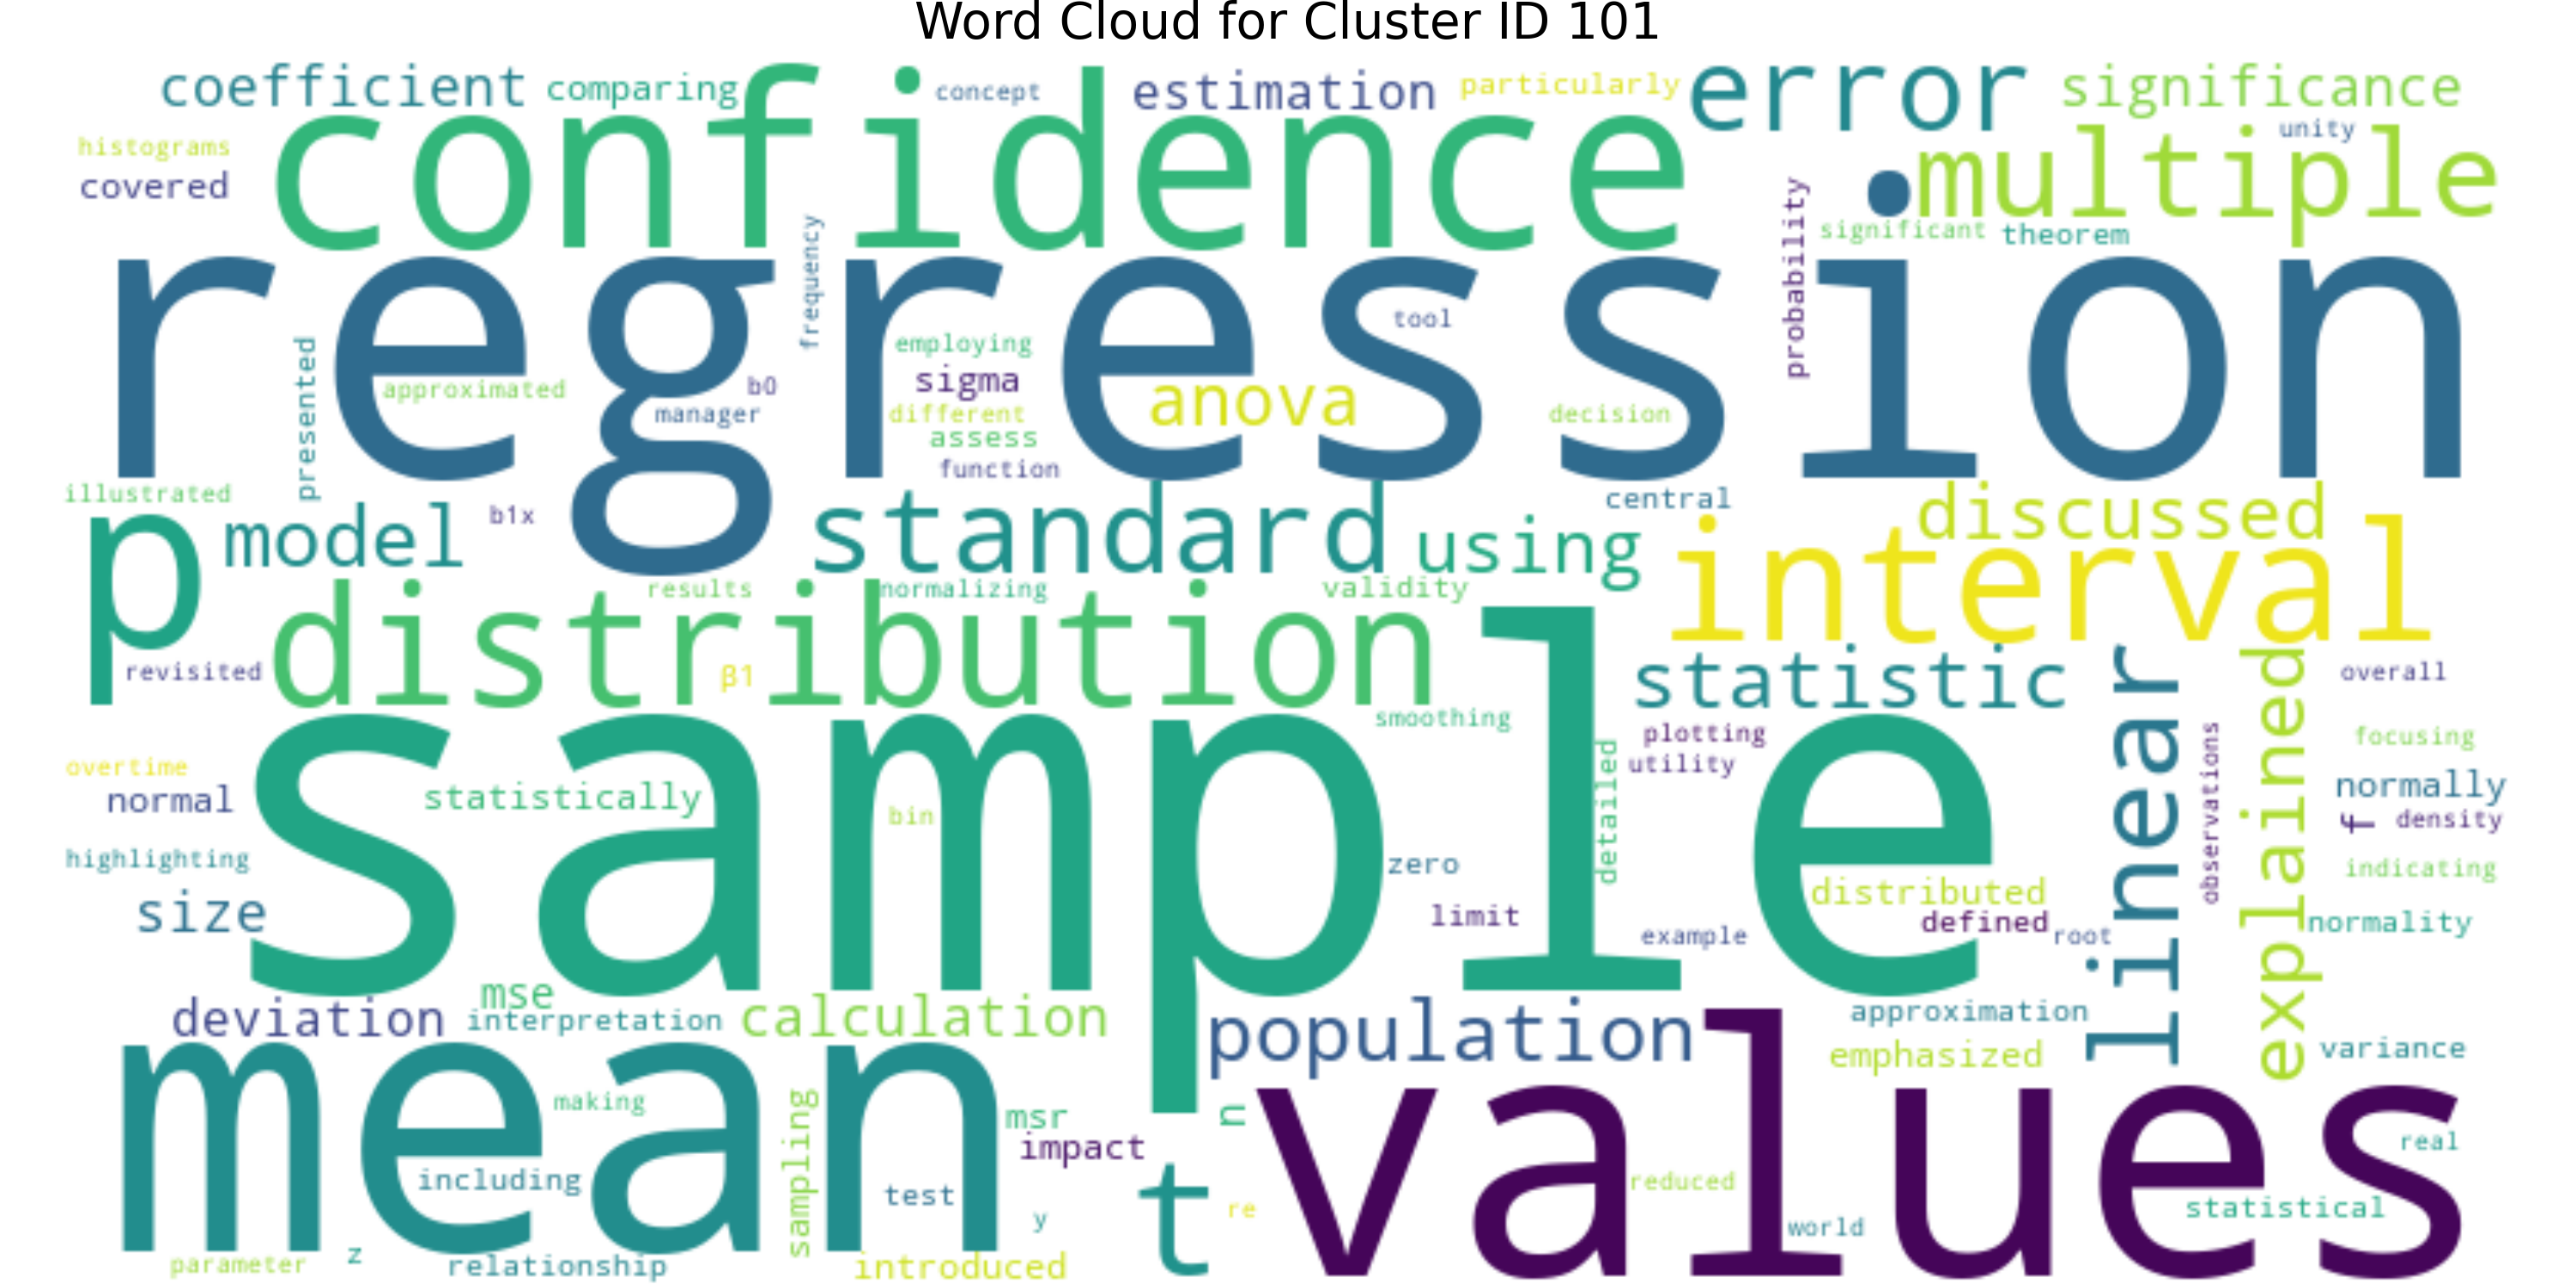 Word Cloud for Cluster ID 101
coefficient
comparing
confidence
concept
estimation
particularly
error
significance
histograms
covered
unity
multiple
probability
significant
theorem
frequency
regression
tool
presented
employing
approximated
b0
sigma
manager
different
anova
decision
assess
function
illustrated
p
model
b1x
standard
using
central
discussed
interval
results
normalizing
validity
distribution
revisited
β1
statistic
linear
explained
overall
sample
smoothing
plotting
utility
detailed
observations
focusing
overtime
normal
statistically
bin
normally
f
density
highlighting
zero
indicating
size
limit
distributed
defined
example
root
normality
mse
deviation
interpretation
calculation
population
approximation
emphasized
variance
mean
making
sampling
msr
n
impact
values
real
including
test
y
t
re
reduced
world
statistical
parameter
z
relationship
introduced